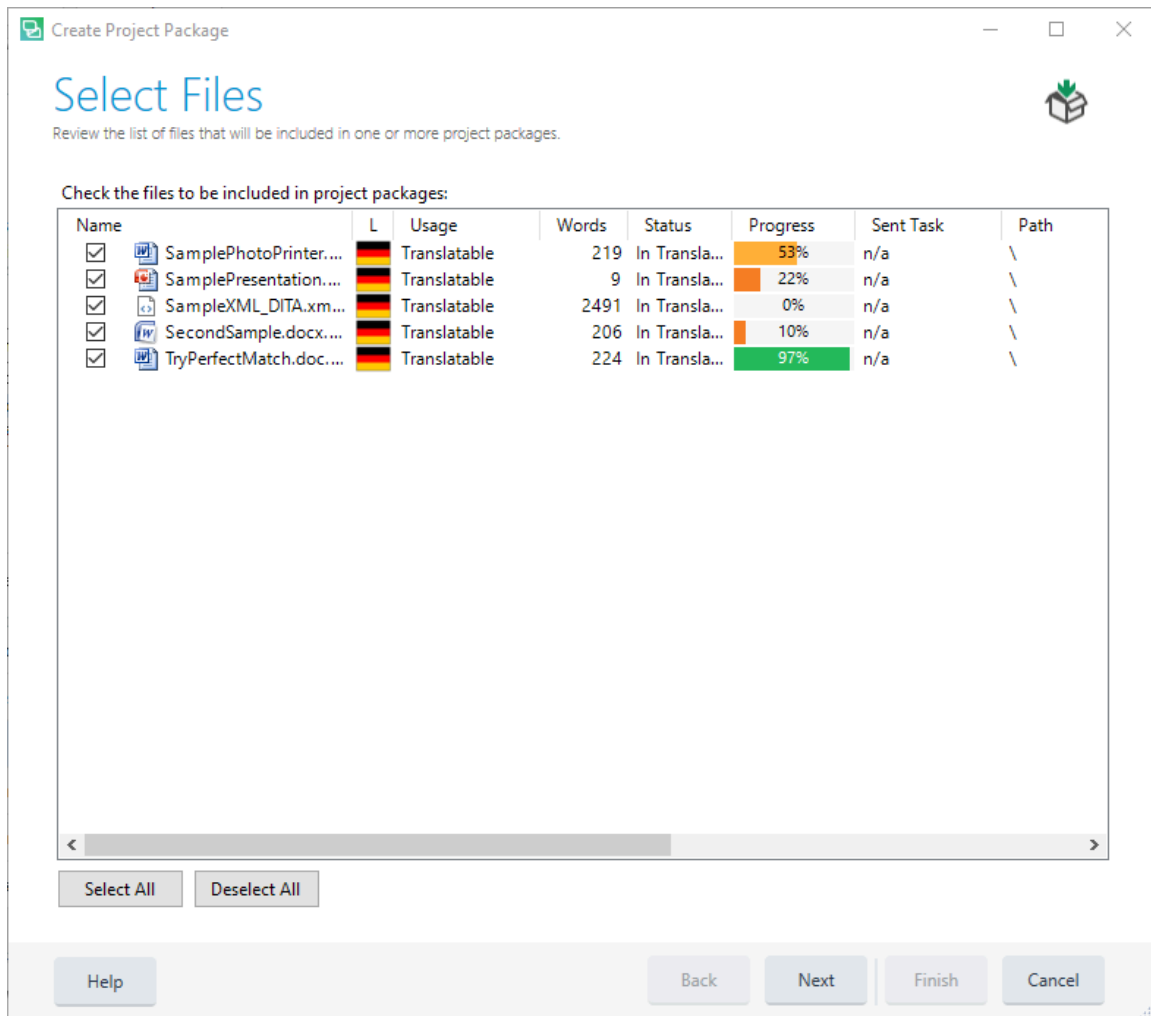 Create Project Package
Select Files
Review the list of files that will be included in one or more project packages.
Check the files to be included in project packages:
Name L Usage Words Status Progress Sent Task Path
SamplePhotoPrinter.... Translatable 219 In Transla... 53% n/a \
SamplePresentation.... Translatable 9 In Transla... 22% n/a \
SampleXML_DITA.xm... Translatable 2491 In Transla... 0% n/a \
SecondSample.docx.... Translatable 206 In Transla... 10% n/a \
TryPerfectMatch.doc.... Translatable 224 In Transla... 97% n/a \
Select All Deselect All
Help Back Next Finish Cancel